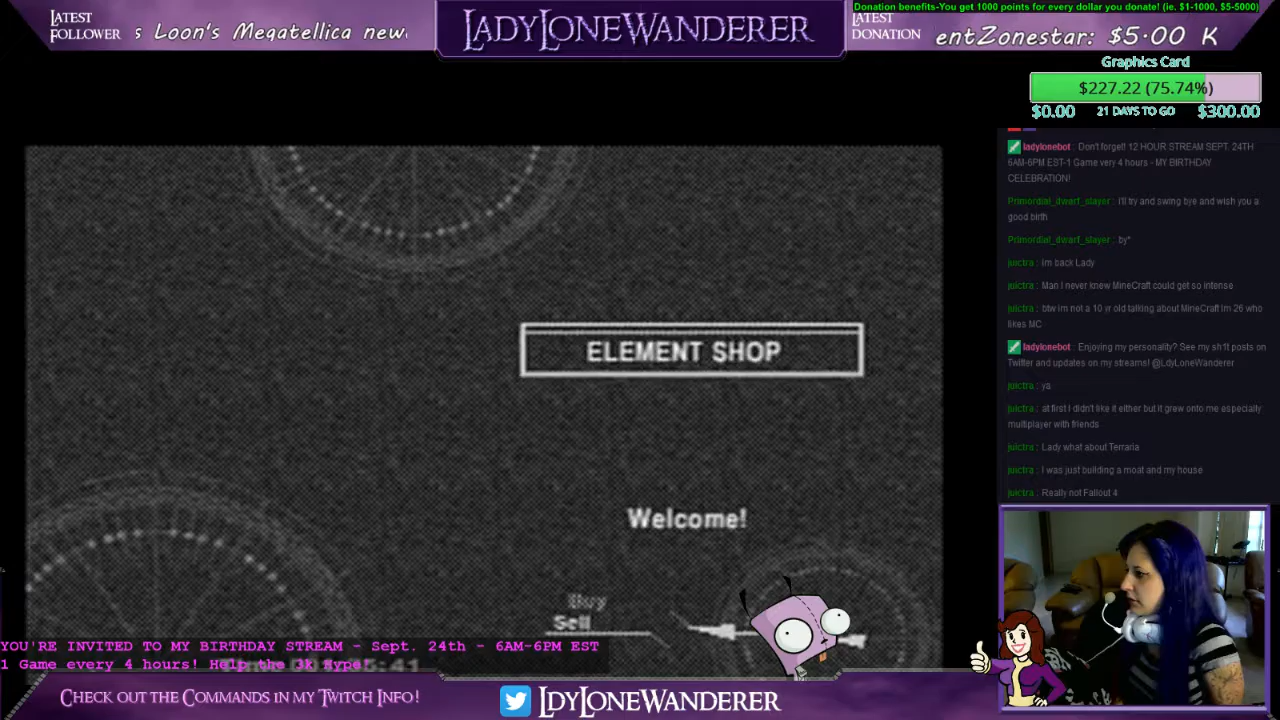 LATEST
FOLLOWER
s Loon's Megatellica new
LADYLONEWANDERER
Donation benefits-You get 1000 points for every dollar you donate! (ie. $1-1000, $5-5000)
LATEST
DONATION
entZonestar: $5.00 K
Graphics Card
$227.22 (75.74%)
$0.00 21 DAYS TO GO $300.00
ladylonebot : Don't forget! 12 HOUR STREAM SEPT. 24TH
6AM-6PM EST-1 Game very 4 hours - MY BIRTHDAY
CELEBRATION!
Primordial_dwarf_slayer : I'll try and swing bye and wish you a
good birth
Primordial_dwarf_slayer : by*
juictra : im back Lady
juictra : Man I never knew MineCraft could get so intense
juictra : btw im not a 10 yr old talking about MineCraft Im 26 who
likes MC
ladylonebot : Enjoying my personality? See my sh!t posts on
Twitter and updates on my streams! @LdyLoneWanderer
juictra : ya
juictra : at first I didn't like it either but it grew onto me especially
multiplayer with friends
juictra : Lady what about Terraria
juictra : I was just building a moat and my house
juictra : Really not Fallout 4
ELEMENT SHOP
Welcome!
Buy
Sell
YOU'RE INVITED TO MY BIRTHDAY STREAM - Sept. 24th - 6AM-6PM EST
1 Game every 4 hours! Help the 3k Hype!
CHECK OUT THE COMMANDS IN MY TWITCH INFO!
LDYLONEWANDERER